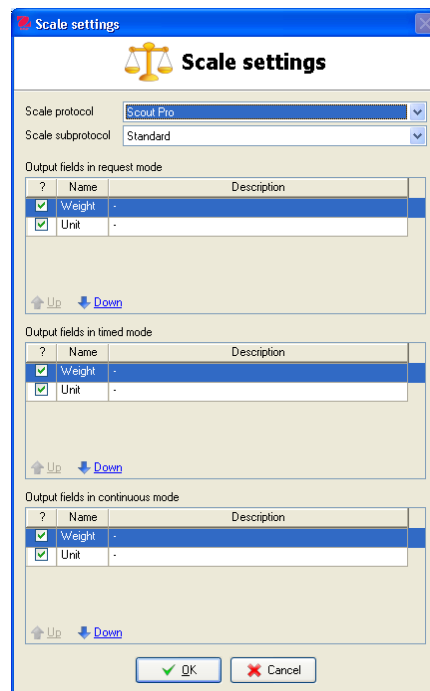 Scale settings
Scale settings
Scale protocol Scout Pro
Scale subprotocol Standard
Output fields in request mode
? Name Description
Weight -
Unit -
Up Down
Output fields in timed mode
? Name Description
Weight -
Unit -
Up Down
Output fields in continuous mode
? Name Description
Weight -
Unit -
Up Down
OK Cancel